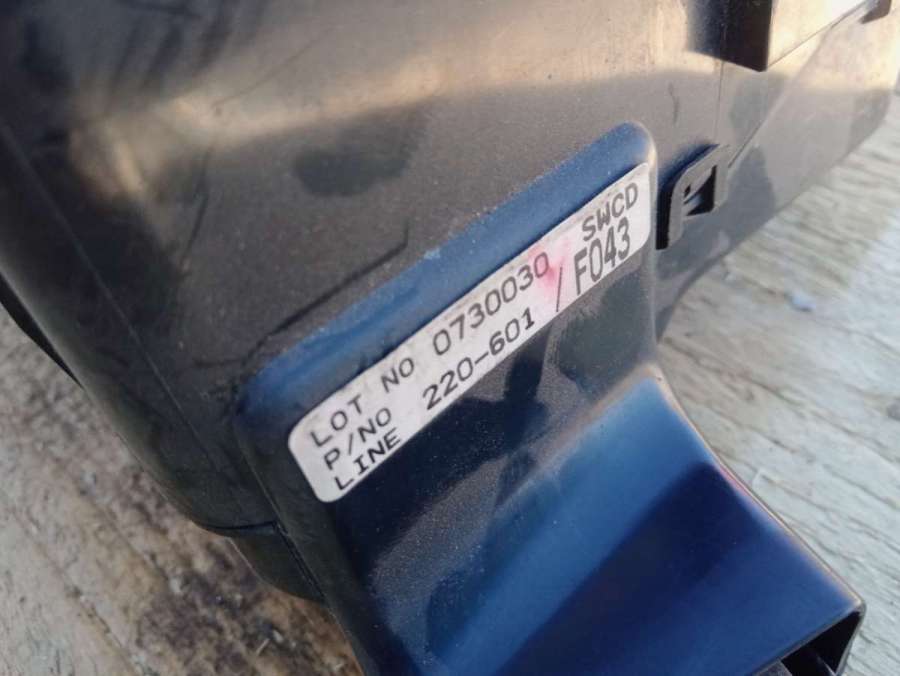 LOT NO 0730030 SWCD
P/NO 220-601 / F043
LINE